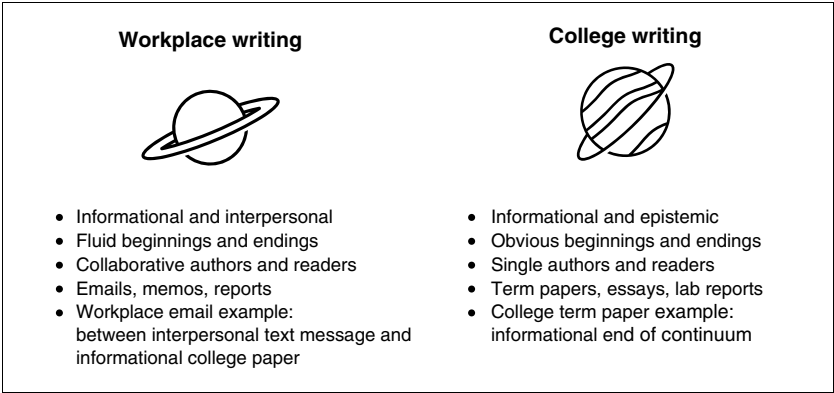 Workplace writing
• Informational and interpersonal
• Fluid beginnings and endings
• Collaborative authors and readers
• Emails, memos, reports
• Workplace email example:
between interpersonal text message and
informational college paper
College writing
• Informational and epistemic
• Obvious beginnings and endings
• Single authors and readers
• Term papers, essays, lab reports
• College term paper example:
informational end of continuum